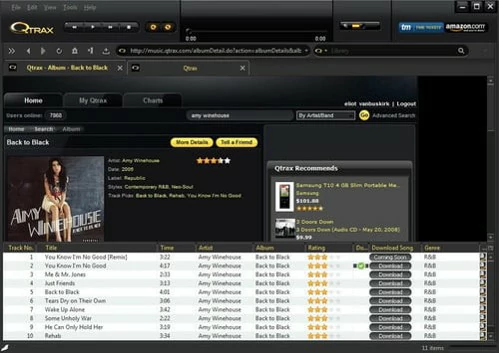 File Edit View Tools Help
QTRAX
0:00 0:00
tm THE TICKET amazon.com
http://music.qtrax.com/albumDetail.do?action=albumDetails&alb
Library
Qtrax - Album - Back to Black Qtrax
Home My Qtrax Charts
eliot vanbuskirk | Logout
Users online: 7988 amy winehouse By Artist/Band Go Advanced Search
Home Search Album
Back to Black More Details Tell a Friend
Artist: Amy Winehouse
Date: 2006
Label: Republic
Styles: Contemporary R&B, Neo-Soul
Track Picks: Back to Black, Rehab, You Know I'm No Good
AMY WINEHOUSE
BACK TO BLACK
Qtrax Recommends
Samsung T10 4 GB Slim Portable Me...
Samsung
$101.88
3 Doors Down
3 Doors Down (Audio CD - May 20, 2008)
$6.99
Track No. Title Time Artist Album Rating Do... Download Song Genre
1 You Know I'm No Good [Remix] 3:22 Amy Winehouse Back to Black Coming Soon R&B
2 You Know I'm No Good 4:17 Amy Winehouse Back to Black Download R&B
3 Me & Mr. Jones 2:33 Amy Winehouse Back to Black Download R&B
4 Just Friends 3:13 Amy Winehouse Back to Black Download R&B
5 Back to Black 4:01 Amy Winehouse Back to Black Download R&B
6 Tears Dry on Their Own 3:06 Amy Winehouse Back to Black Download R&B
7 Wake Up Alone 3:42 Amy Winehouse Back to Black Download R&B
8 Some Unholy War 2:22 Amy Winehouse Back to Black Download R&B
9 He Can Only Hold Her 3:19 Amy Winehouse Back to Black Download R&B
10 Rehab 3:34 Amy Winehouse Back to Black Download R&B
11 items